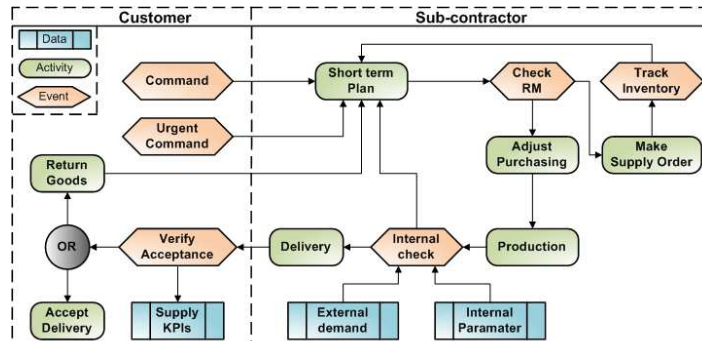 Customer
Sub-contractor
Data
Activity
Event
Command
Short term
Plan
Check
RM
Track
Inventory
Urgent
Command
Return
Goods
Adjust
Purchasing
Make
Supply Order
OR
Verify
Acceptance
Delivery
Internal
check
Production
Accept
Delivery
Supply
KPIs
External
demand
Internal
Paramater